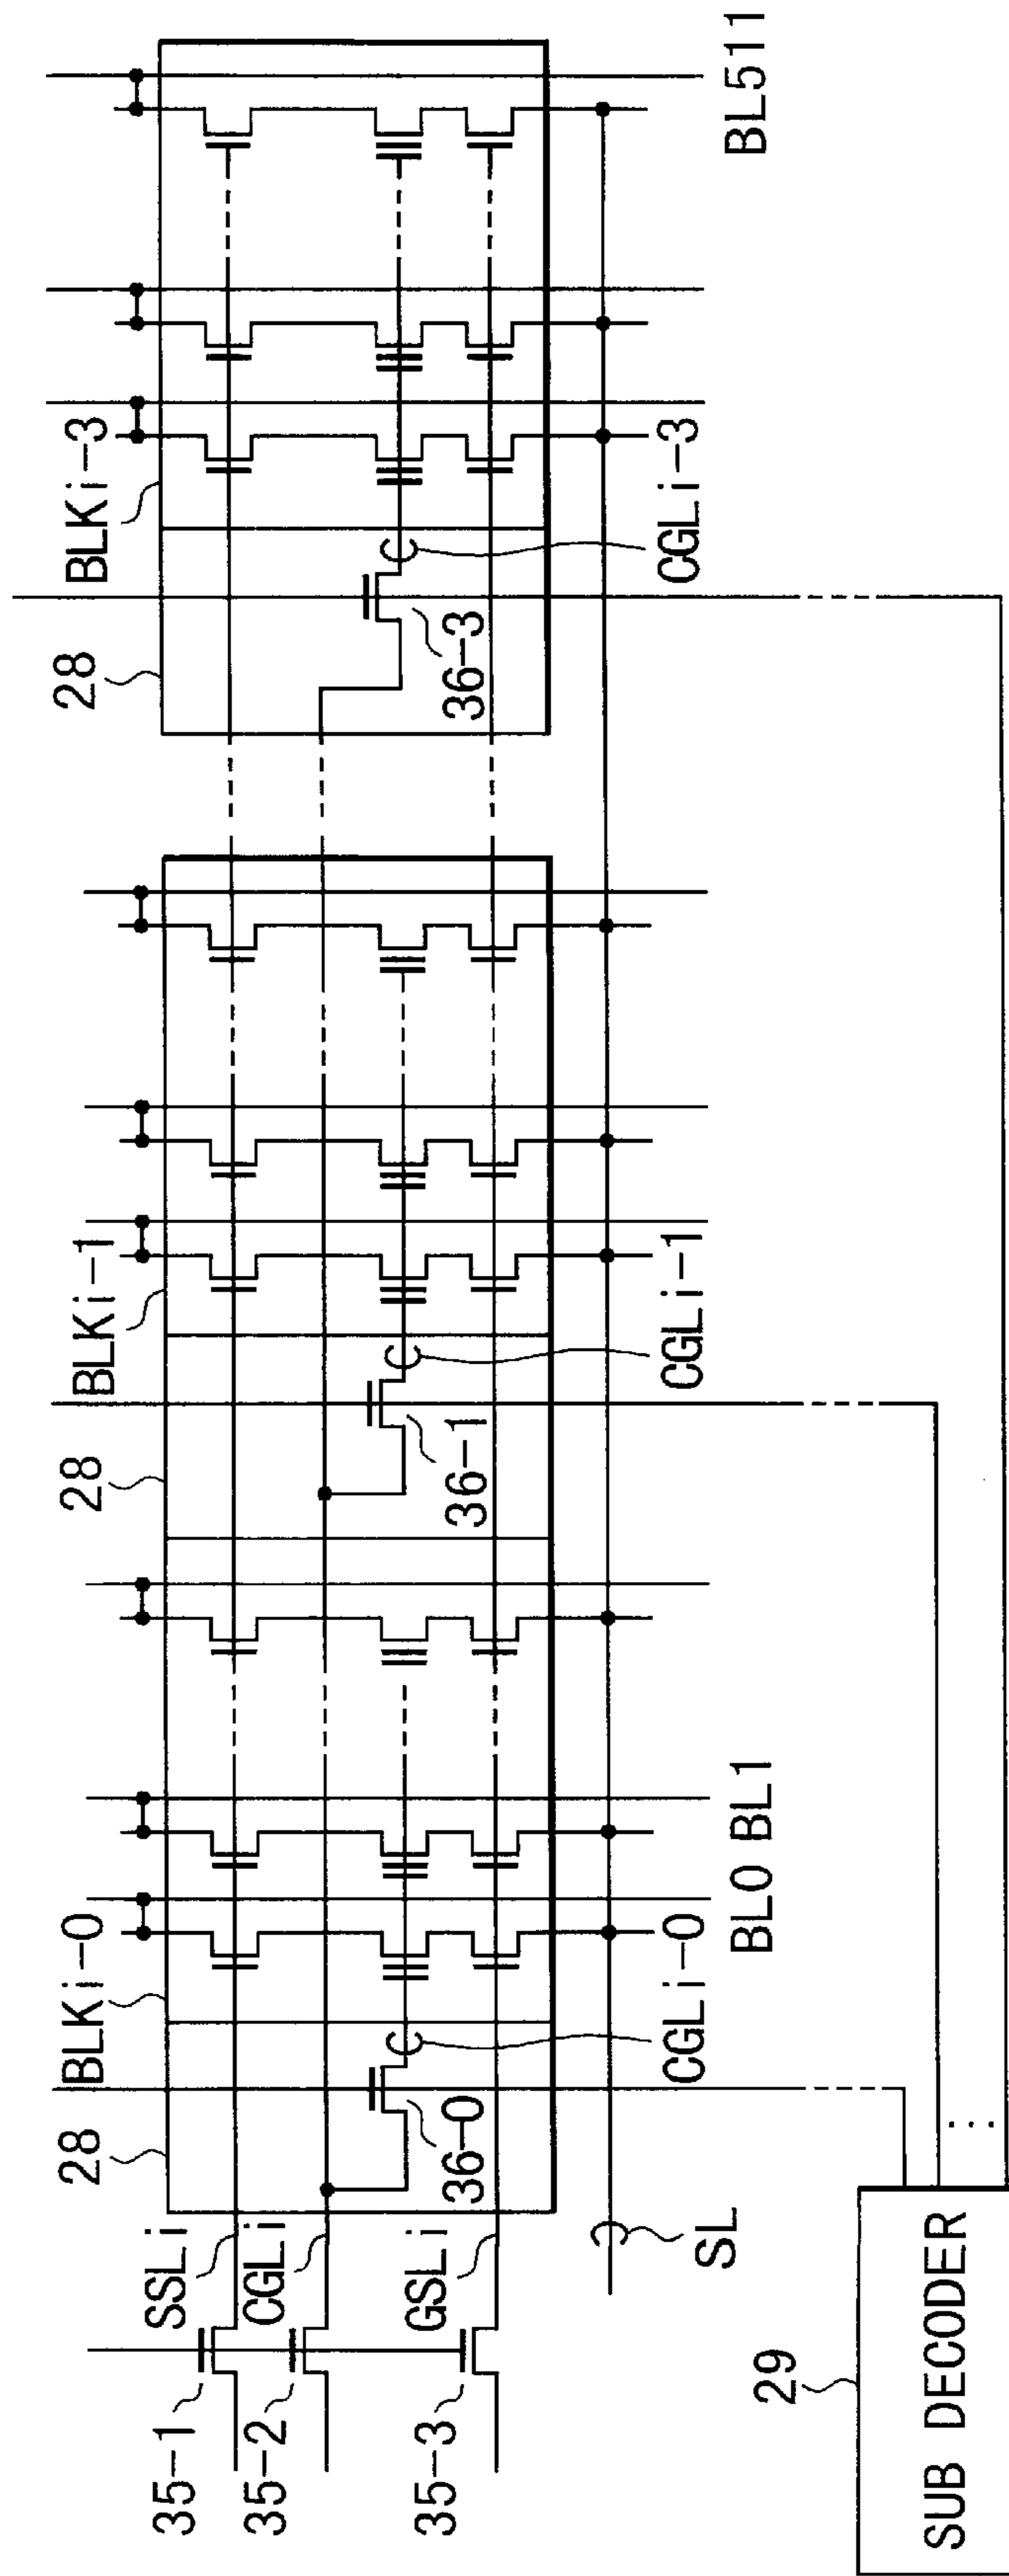 28
BLKi-0
28
BLKi-1
28
BLKi-3
35-1
SSLi
35-2
CGLi
35-3
GSLi
36-0
36-1
36-3
SL
CGLi-0
CGLi-1
CGLi-3
BL0 BL1
BL511
29
SUB DECODER